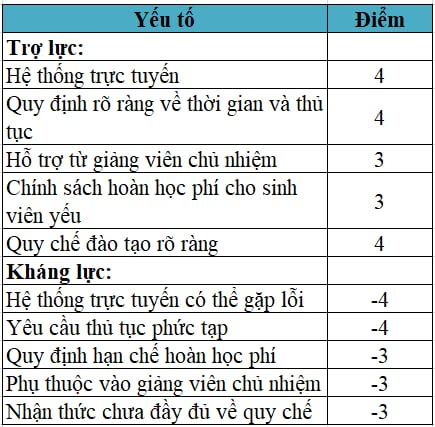 Yếu tố Điểm
Trợ lực:
Hệ thống trực tuyến 4
Quy định rõ ràng về thời gian và thủ
tục 4
Hỗ trợ từ giảng viên chủ nhiệm 3
Chính sách hoàn học phí cho sinh
viên yếu 3
Quy chế đào tạo rõ ràng 4
Kháng lực:
Hệ thống trực tuyến có thể gặp lỗi -4
Yêu cầu thủ tục phức tạp -4
Quy định hạn chế hoàn học phí -3
Phụ thuộc vào giảng viên chủ nhiệm -3
Nhận thức chưa đầy đủ về quy chế -3